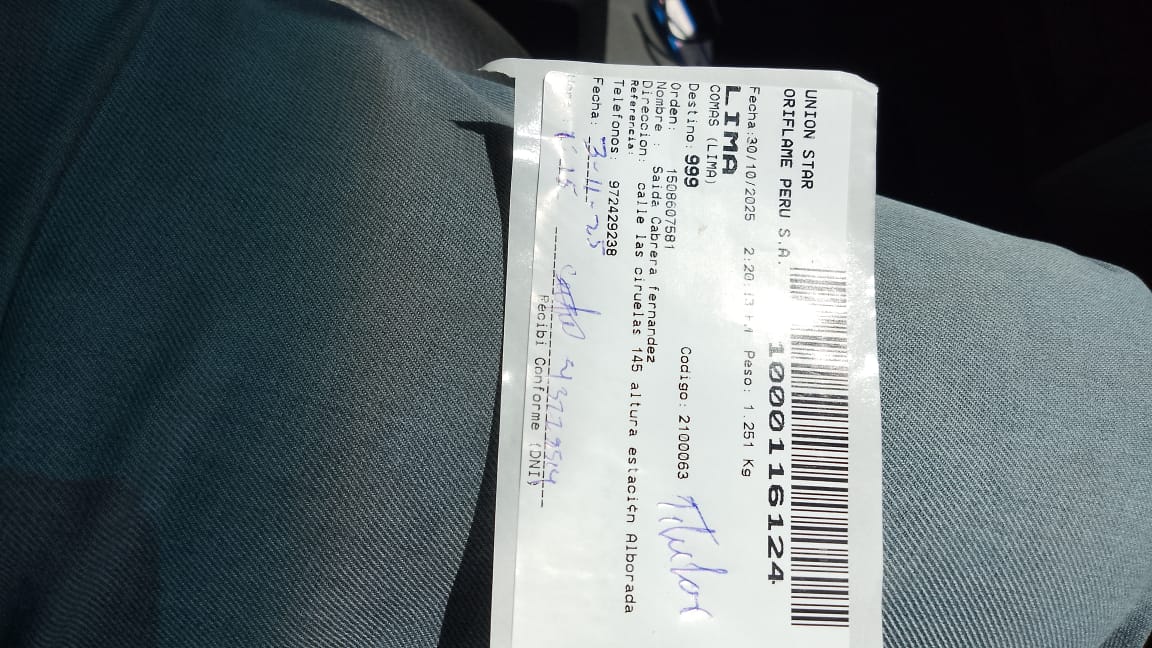 UNION STAR
ORIFLAME PERU S.A.
1000116124
Fecha:30/10/2025 2:20:13 P.M Peso: 1.251 Kg
LIMA
COMAS (LIMA)
Destino: 999
Orden: 1508607581 Codigo: 2100063
Titular
Nombre : Saida Cabrera fernandez
Direccion: calle las ciruelas 145 altura estaci¢n Alborada
Referencia:
Telefonos: 972429238
Fecha: 3-11-25
Recibi Conforme (DNI)